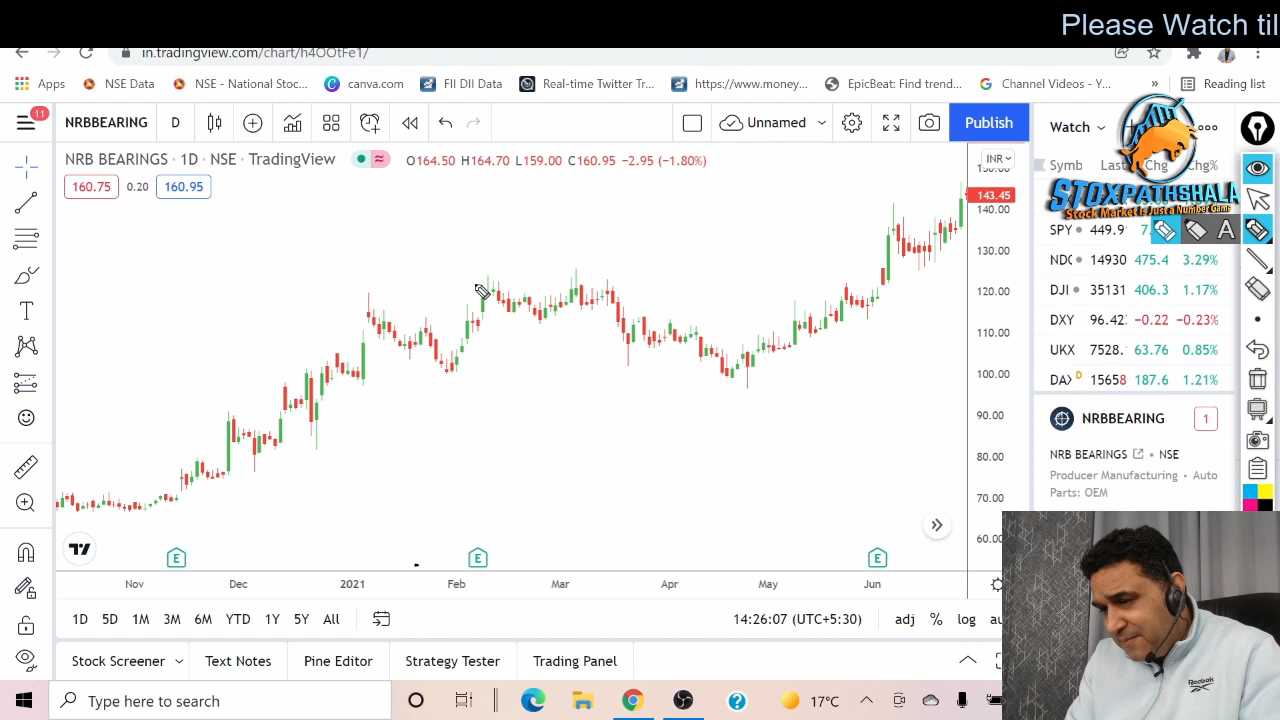 Please Watch til
in.tradingview.com/chart/h4OOtFe1/
Apps NSE Data NSE - National Stoc... canva.com FII DII Data Real-time Twitter Tr... https://www.money... EpicBeat: Find trend... Channel Videos - Y... » Reading list
11
NRBBEARING D Unnamed Publish Watch
NRB BEARINGS · 1D · NSE · TradingView O164.50 H164.70 L159.00 C160.95 −2.95 (−1.80%) INR
160.75 0.20 160.95
Symb Last Chg Chg%
STOXPATHSHALA
Stock Market is Just a Number Game
143.45
140.00
130.00
120.00
110.00
100.00
90.00
80.00
70.00
60.00
SPY 449.9 7. A
NDC 14930 475.4 3.29%
DJI 35131 406.3 1.17%
DXY 96.42 −0.22 −0.23%
UKX 7528. 63.76 0.85%
DAX D 15658 187.6 1.21%
NRBBEARING 1
NRB BEARINGS • NSE
Producer Manufacturing • Auto
Parts: OEM
E E E
Nov Dec 2021 Feb Mar Apr May Jun
1D 5D 1M 3M 6M YTD 1Y 5Y All 14:26:07 (UTC+5:30) adj % log au
Stock Screener Text Notes Pine Editor Strategy Tester Trading Panel
Type here to search 17°C
Reebok